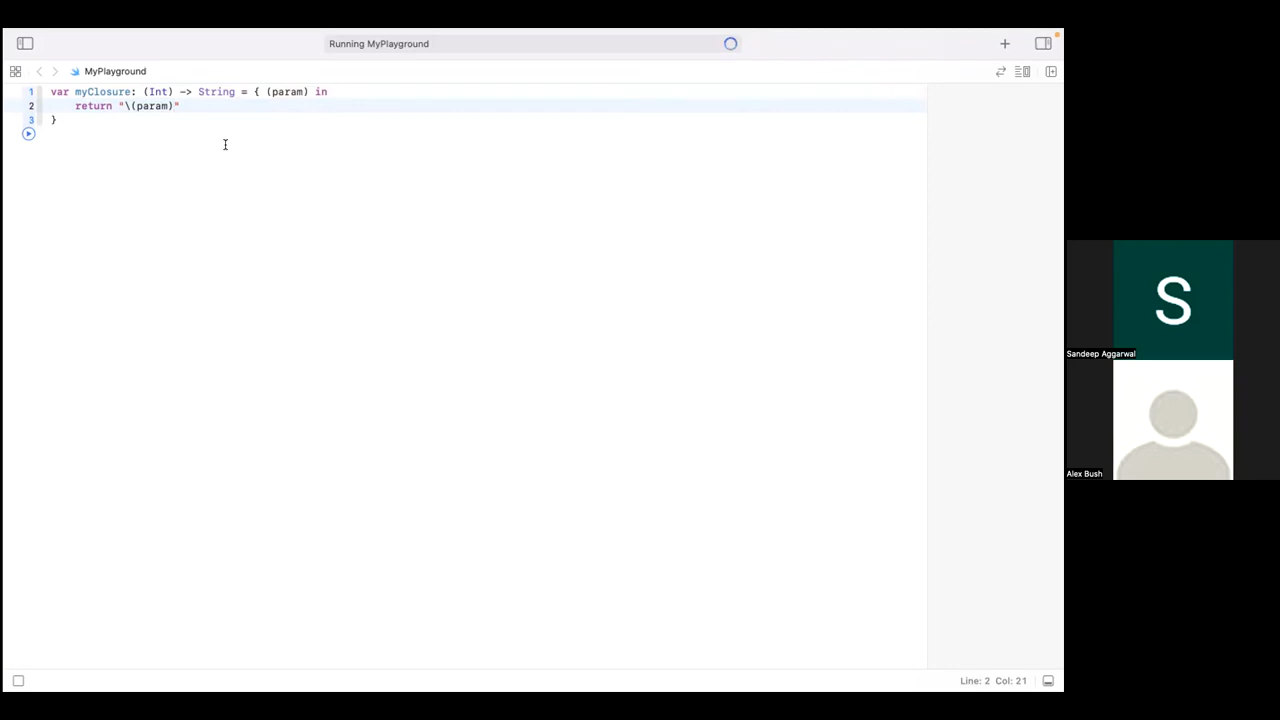 Running MyPlayground
MyPlayground
1 var myClosure: (Int) -> String = { (param) in
2 return "\(param)"
3 }
S
Sandeep Aggarwal
Alex Bush
Line: 2 Col: 21